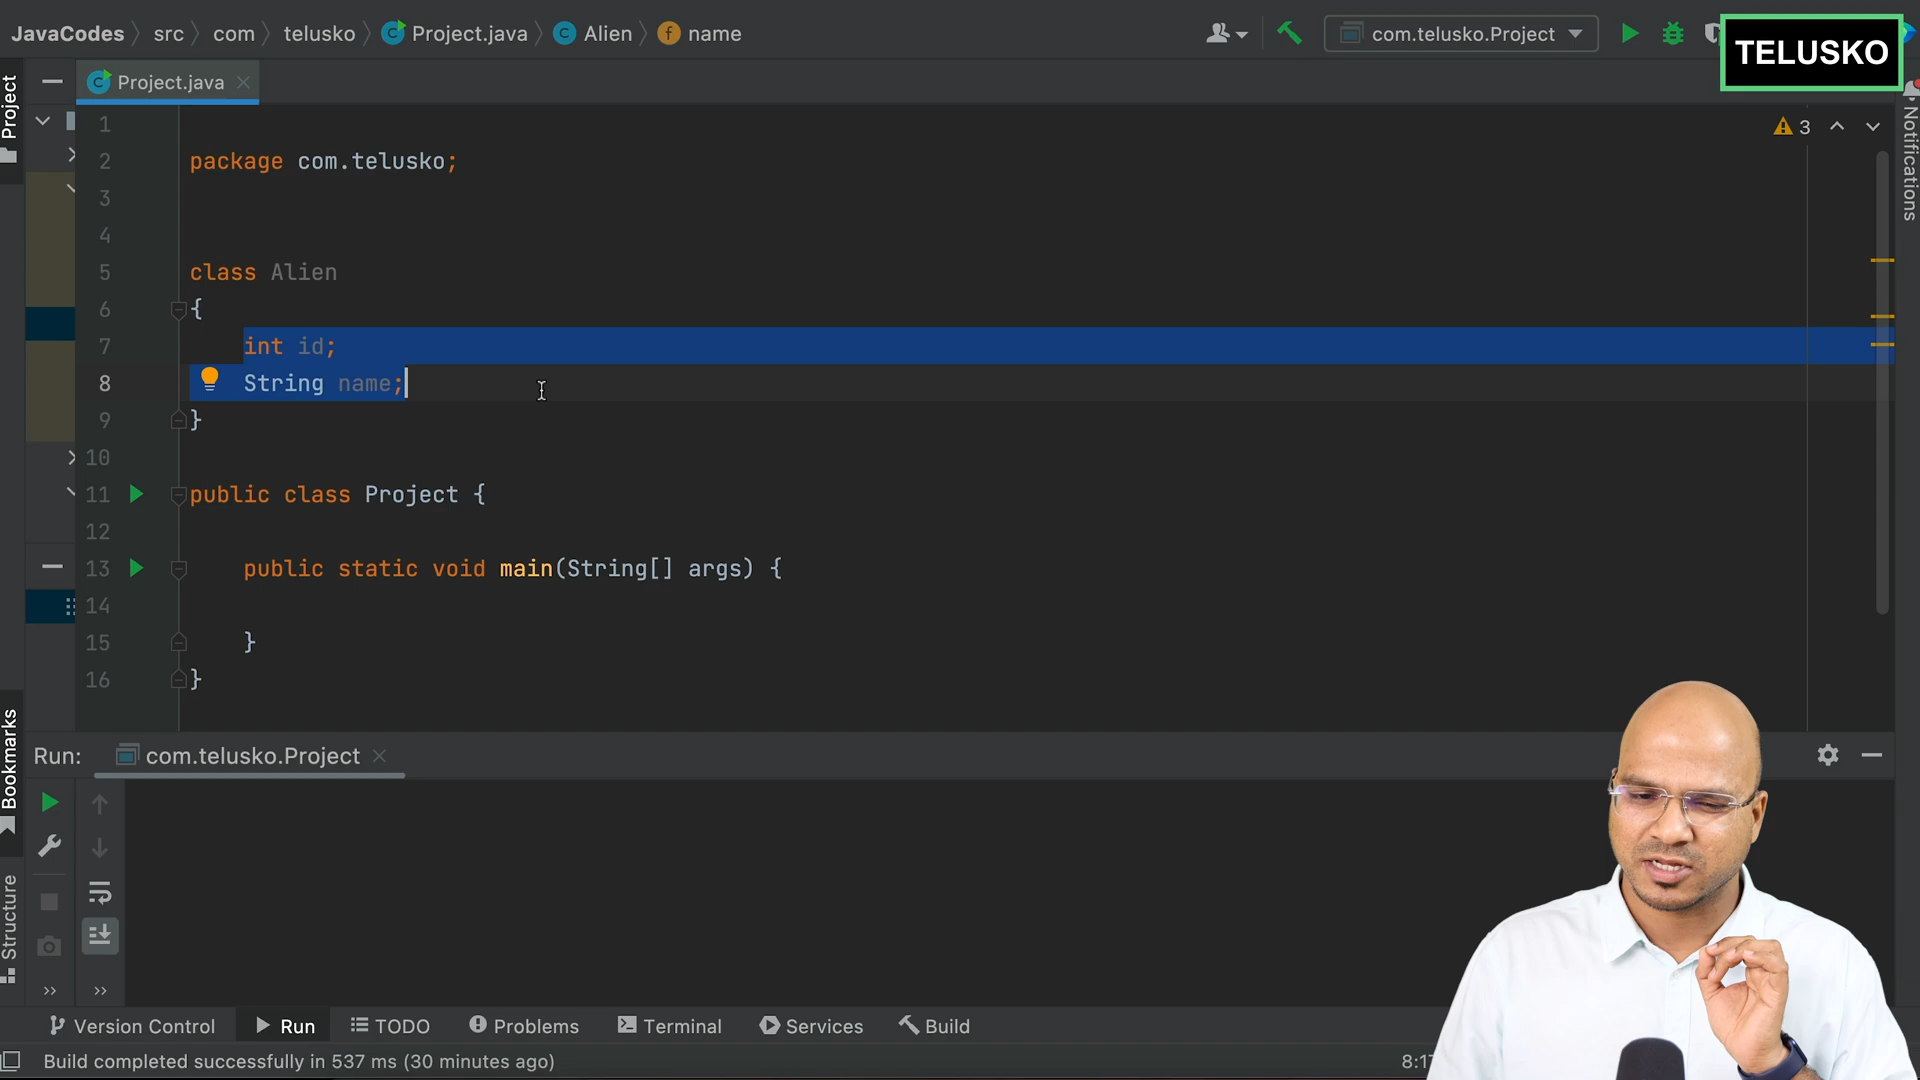 JavaCodes src com telusko Project.java Alien name
com.telusko.Project
TELUSKO
Project
Project.java
3
Notifications
1
2 package com.telusko;
3
4
5 class Alien
6 {
7 int id;
8 String name;
9 }
10
11 public class Project {
12
13 public static void main(String[] args) {
14
15 }
16 }
Bookmarks
Structure
Run: com.telusko.Project
Version Control Run TODO Problems Terminal Services Build
Build completed successfully in 537 ms (30 minutes ago)